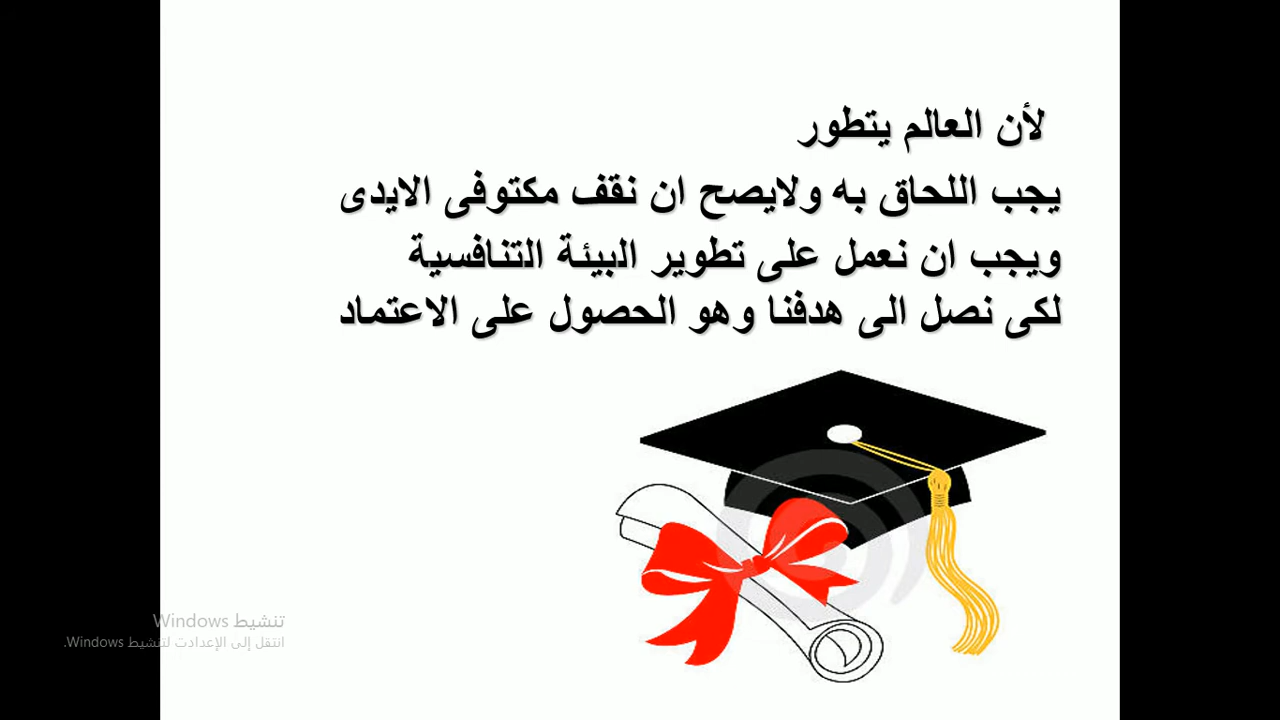 لأن العالم يتطور
يجب اللحاق به ولايصح ان نقف مكتوفى الايدى
ويجب ان نعمل على تطوير البيئة التنافسية
لكى نصل الى هدفنا وهو الحصول على الاعتماد
تنشيط Windows
انتقل إلى الإعدادت لتنشيط Windows.